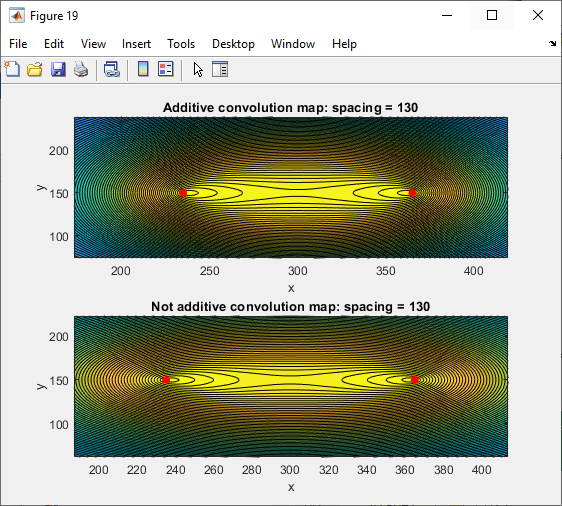 Figure 19
File Edit View Insert Tools Desktop Window Help
Additive convolution map: spacing = 130
200
150
100
y
200 250 300 350 400
x
Not additive convolution map: spacing = 130
200
150
100
y
200 220 240 260 280 300 320 340 360 380 400
x